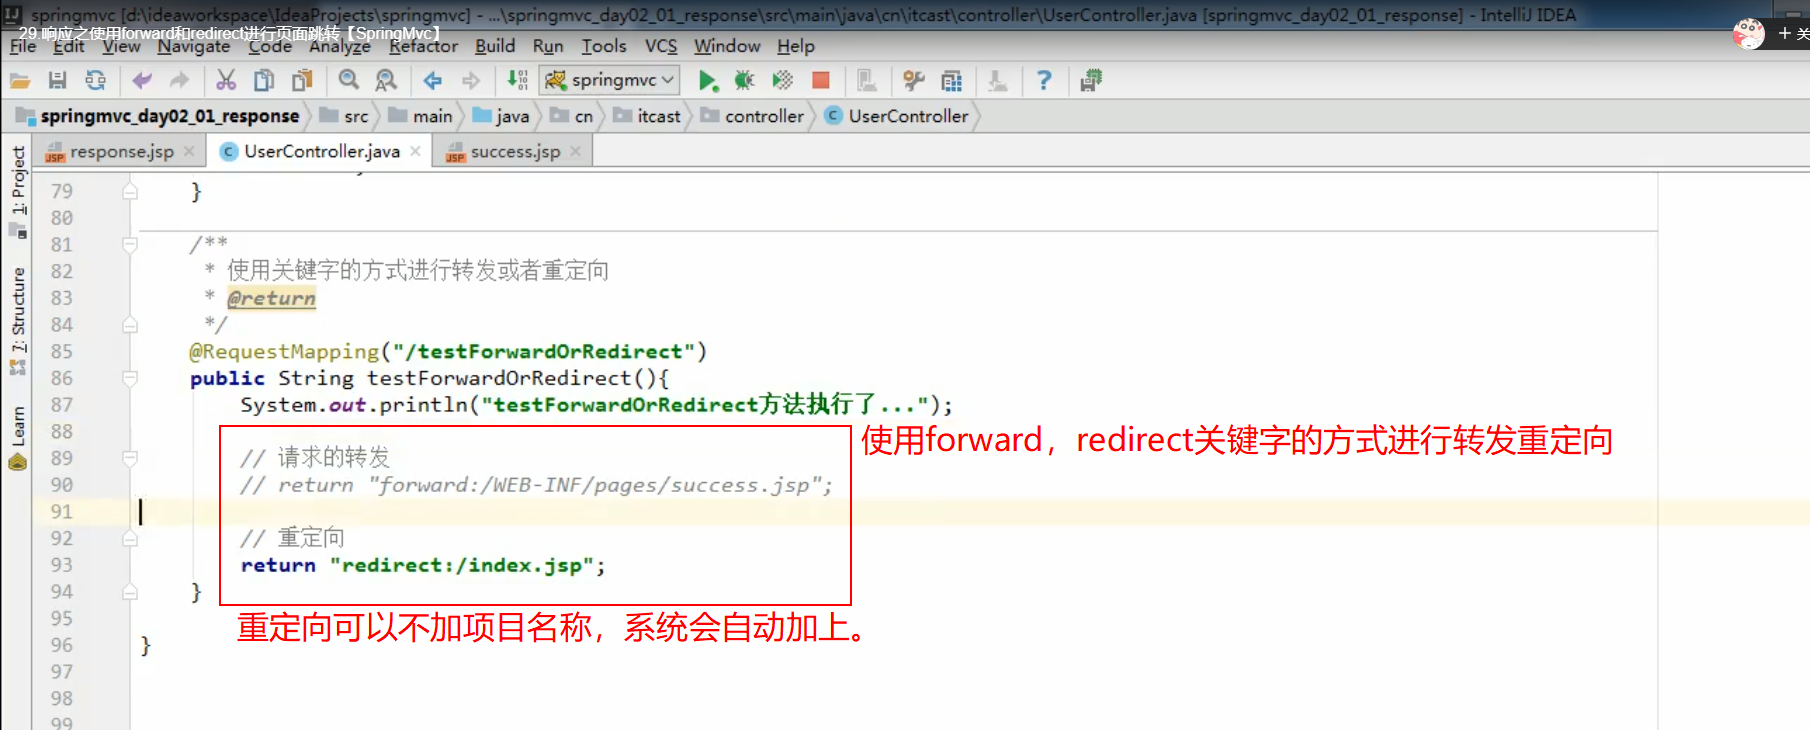 springmvc [d:\ideaworkspace\IdeaProjects\springmvc] - ...\springmvc_day02_01_response\src\main\java\cn\itcast\controller\UserController.java [springmvc_day02_01_response] - IntelliJ IDEA
29.响应之使用forward和redirect进行页面跳转【SpringMvc】
+ 关
File Edit View Navigate Code Analyze Refactor Build Run Tools VCS Window Help
springmvc
springmvc_day02_01_response src main java cn itcast controller UserController
response.jsp UserController.java success.jsp
1: Project
7: Structure
Learn
79 }
80
81 /**
82 * 使用关键字的方式进行转发或者重定向
83 * @return
84 */
85 @RequestMapping("/testForwardOrRedirect")
86 public String testForwardOrRedirect(){
87 System.out.println("testForwardOrRedirect方法执行了...");
88
使用forward，redirect关键字的方式进行转发重定向
89 // 请求的转发
90 // return "forward:/WEB-INF/pages/success.jsp";
91
92 // 重定向
93 return "redirect:/index.jsp";
94 }
95
重定向可以不加项目名称，系统会自动加上。
96 }
97
98
99